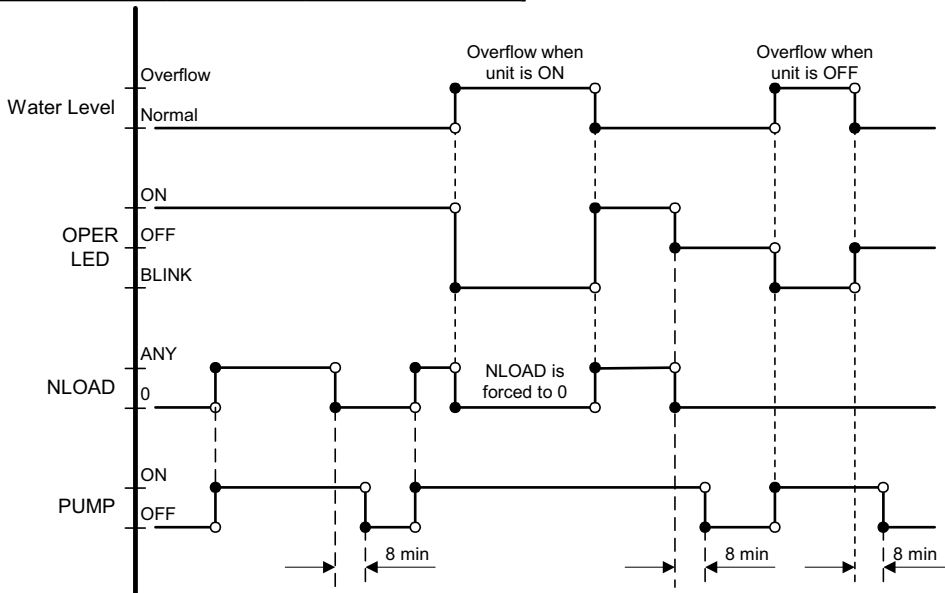 Overflow when
unit is ON
Overflow when
unit is OFF
Water Level
Overflow
Normal
OPER
LED
ON
OFF
BLINK
NLOAD
ANY
0
NLOAD is
forced to 0
PUMP
ON
OFF
8 min
8 min
8 min